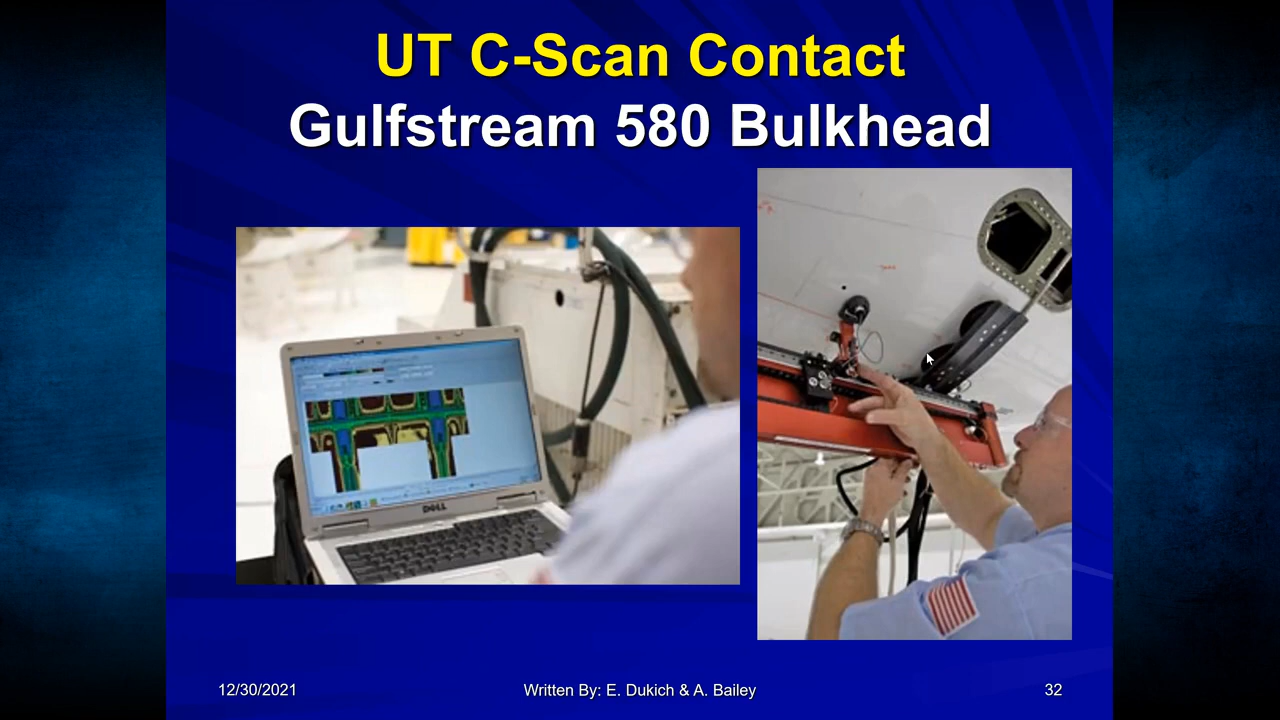 UT C-Scan Contact
Gulfstream 580 Bulkhead
DELL
12/30/2021
Written By: E. Dukich & A. Bailey
32